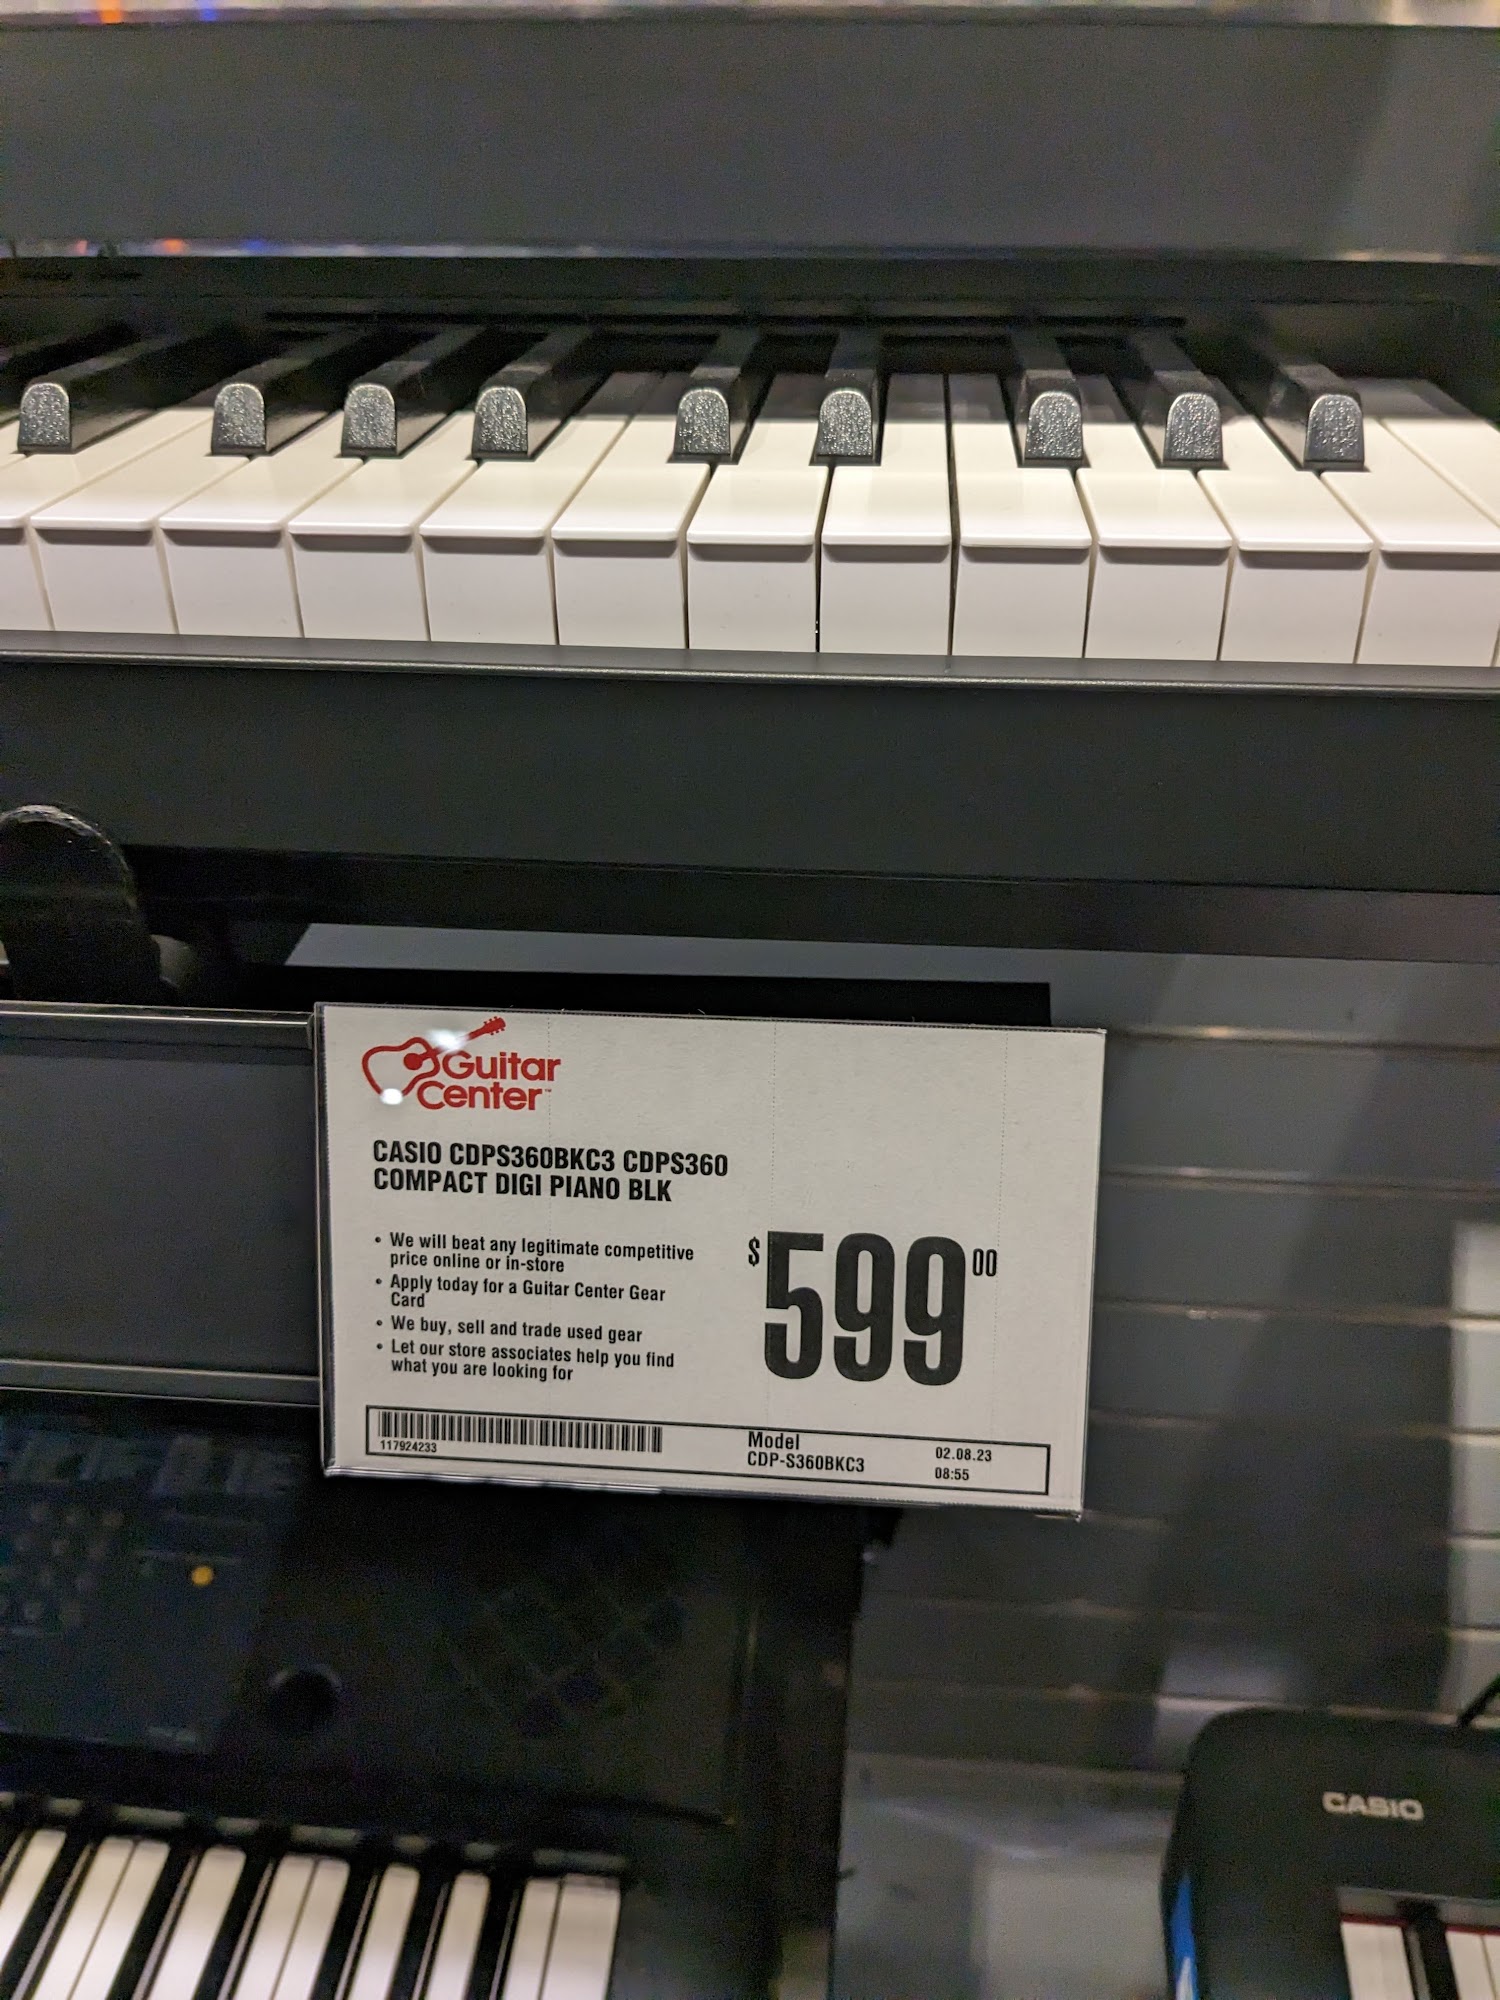 Guitar
Center™
CASIO CDPS360BKC3 CDPS360
COMPACT DIGI PIANO BLK
• We will beat any legitimate competitive
price online or in-store
• Apply today for a Guitar Center Gear
Card
• We buy, sell and trade used gear
• Let our store associates help you find
what you are looking for
$599 00
117924233
Model
CDP-S360BKC3
02.08.23
08:55
CASIO